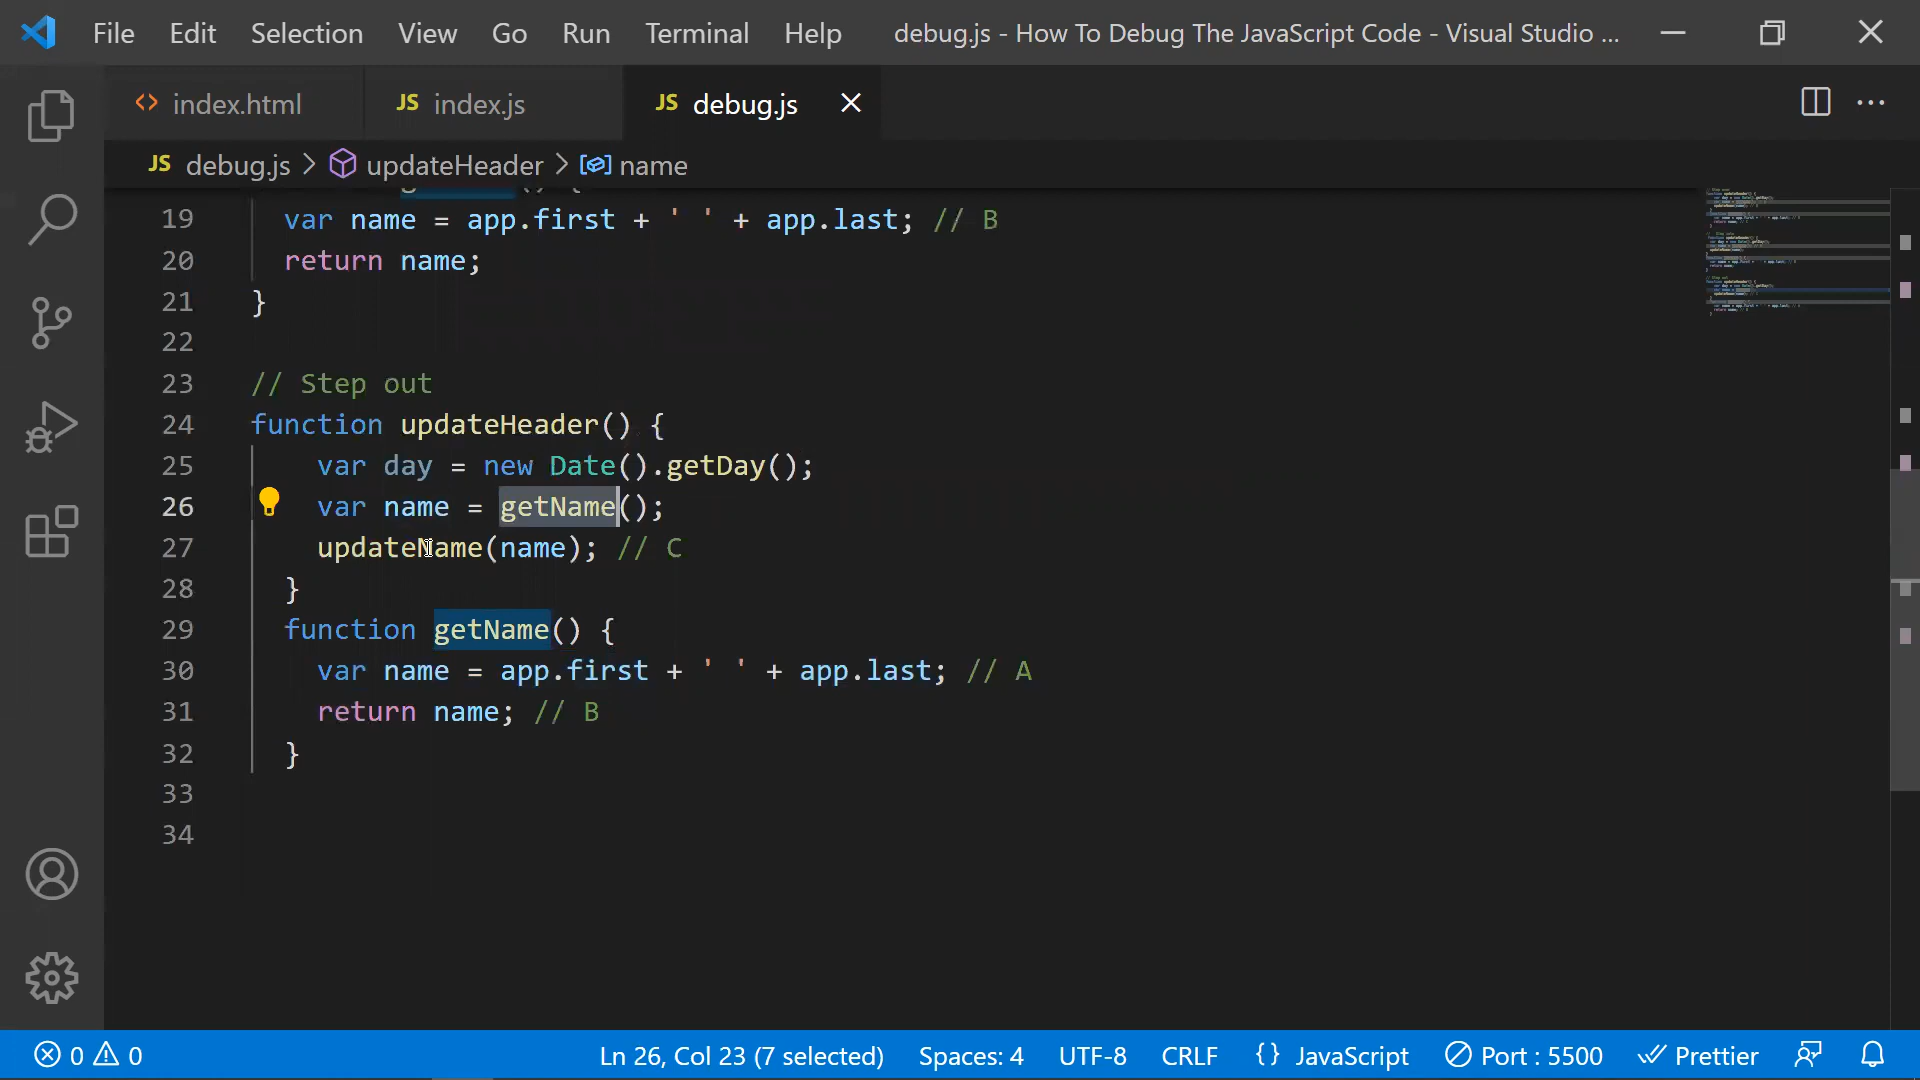 File Edit Selection View Go Run Terminal Help debug.js - How To Debug The JavaScript Code - Visual Studio ...
index.html JS index.js JS debug.js
JS debug.js > updateHeader > name
19 var name = app.first + ' ' + app.last; // B
20 return name;
21 }
22
23 // Step out
24 function updateHeader() {
25 var day = new Date().getDay();
26 var name = getName();
27 updateName(name); // C
28 }
29 function getName() {
30 var name = app.first + ' ' + app.last; // A
31 return name; // B
32 }
33
34
0 0 Ln 26, Col 23 (7 selected) Spaces: 4 UTF-8 CRLF {} JavaScript Port : 5500 Prettier